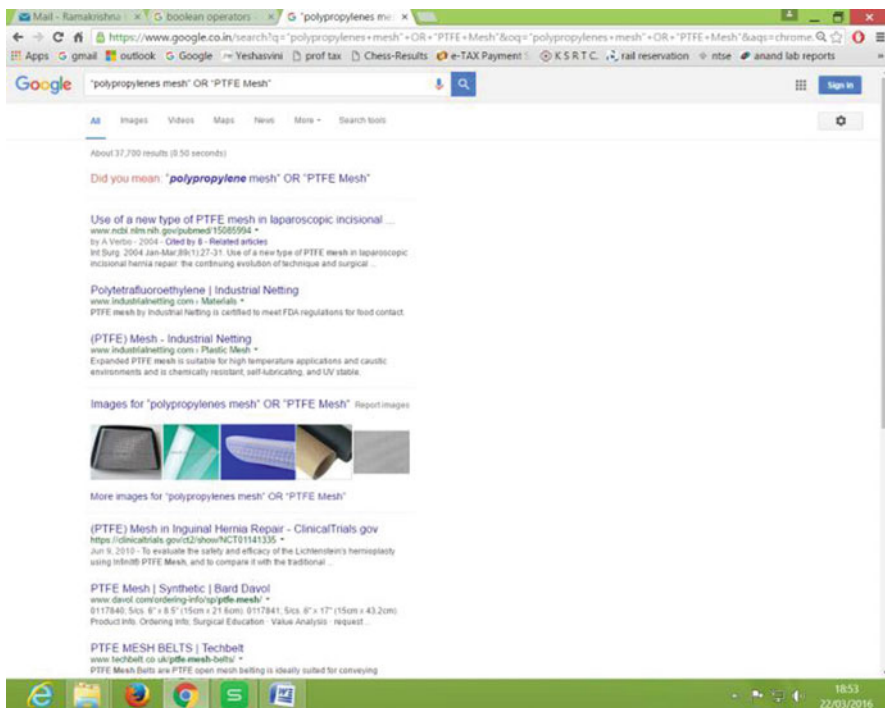 Mail - Ramakrishna
boolean operators
"polypropylenes me
https://www.google.co.in/search?q="polypropylenes+mesh"+OR+"PTFE+Mesh"&oq="polypropylenes+mesh"+OR+"PTFE+Mesh"&aqs=chrome.
Apps gmail outlook Google Yeshasvini prof tax Chess-Results e-TAX Payment K S R T C. rail reservation ntse anand lab reports »
Google
"polypropylenes mesh" OR "PTFE Mesh"
Sign in
All Images Videos Maps News More Search tools
About 37,700 results (0.50 seconds)
Did you mean: "polypropylene mesh" OR "PTFE Mesh"
Use of a new type of PTFE mesh in laparoscopic incisional ...
www.ncbi.nlm.nih.gov/pubmed/15085994
by A Verbo - 2004 - Cited by 8 - Related articles
Int Surg. 2004 Jan-Mar;89(1):27-31. Use of a new type of PTFE mesh in laparoscopic
incisional hernia repair: the continuing evolution of technique and surgical ...
Polytetrafluoroethylene | Industrial Netting
www.industrialnetting.com › Materials
PTFE mesh by Industrial Netting is certified to meet FDA regulations for food contact.
(PTFE) Mesh - Industrial Netting
www.industrialnetting.com › Plastic Mesh
Expanded PTFE mesh is suitable for high temperature applications and caustic
environments and is chemically resistant, self-lubricating, and UV stable.
Images for "polypropylenes mesh" OR "PTFE Mesh" Report images
More images for "polypropylenes mesh" OR "PTFE Mesh"
(PTFE) Mesh in Inguinal Hernia Repair - ClinicalTrials.gov
https://clinicaltrials.gov/ct2/show/NCT01141335
Jun 9, 2010 - To evaluate the safety and efficacy of the Lichtenstein's hernioplasty
using Infinit® PTFE Mesh, and to compare it with the traditional ...
PTFE Mesh | Synthetic | Bard Davol
www.davol.com/ordering-info/sp/ptfe-mesh/
0117840, 5/cs. 6" x 8.5" (15cm x 21.6cm). 0117841, 5/cs. 6" x 17" (15cm x 43.2cm).
Product Info. Ordering Info; Surgical Education · Value Analysis · request ...
PTFE MESH BELTS | Techbelt
www.techbelt.co.uk/ptfe-mesh-belts/
PTFE Mesh Belts are PTFE open mesh belting is ideally suited for conveying
18:53
22/03/2016